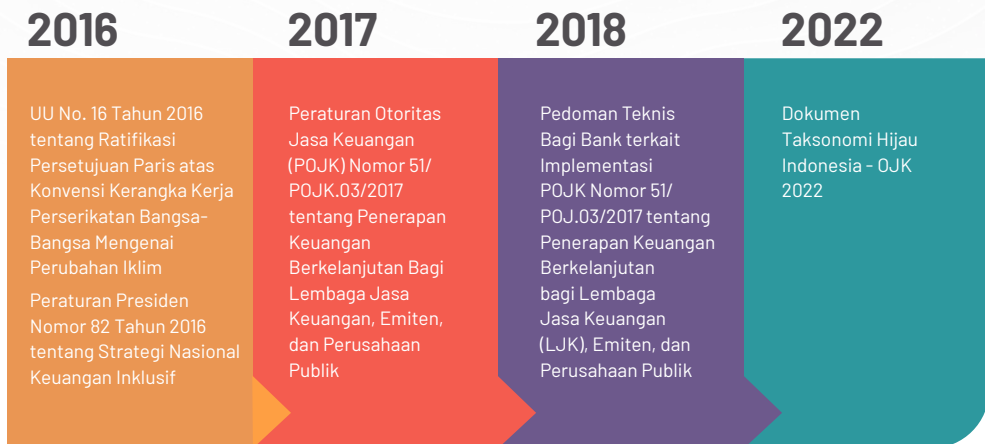 2016
UU No. 16 Tahun 2016
tentang Ratifikasi
Persetujuan Paris atas
Konvensi Kerangka Kerja
Perserikatan Bangsa-
Bangsa Mengenai
Perubahan Iklim
Peraturan Presiden
Nomor 82 Tahun 2016
tentang Strategi Nasional
Keuangan Inklusif
2017
Peraturan Otoritas
Jasa Keuangan
(POJK) Nomor 51/
POJK.03/2017
tentang Penerapan
Keuangan
Berkelanjutan Bagi
Lembaga Jasa
Keuangan, Emiten,
dan Perusahaan
Publik
2018
Pedoman Teknis
Bagi Bank terkait
Implementasi
POJK Nomor 51/
POJ.03/2017 tentang
Penerapan Keuangan
Berkelanjutan
bagi Lembaga
Jasa Keuangan
(LJK), Emiten, dan
Perusahaan Publik
2022
Dokumen
Taksonomi Hijau
Indonesia - OJK
2022